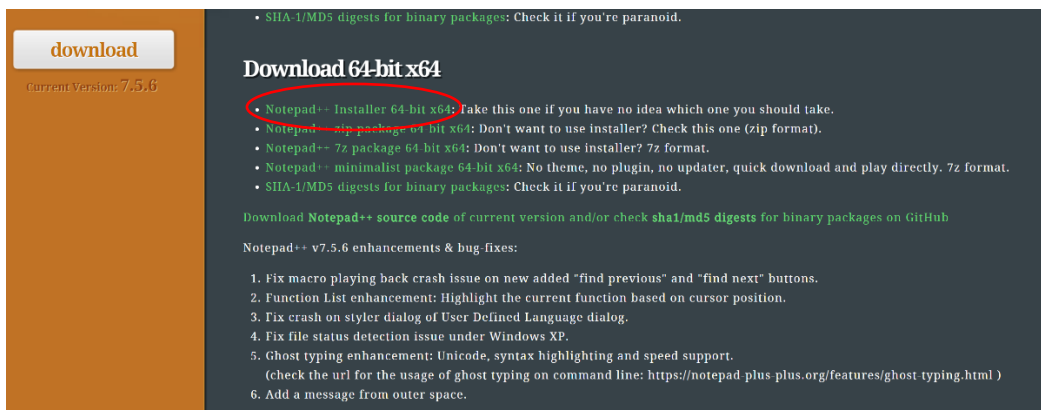 download
Current Version: 7.5.6
• SHA-1/MD5 digests for binary packages: Check it if you're paranoid.
Download 64-bit x64
• Notepad++ Installer 64-bit x64: Take this one if you have no idea which one you should take.
• Notepad++ zip package 64-bit x64: Don't want to use installer? Check this one (zip format).
• Notepad++ 7z package 64-bit x64: Don't want to use installer? 7z format.
• Notepad++ minimalist package 64-bit x64: No theme, no plugin, no updater, quick download and play directly. 7z format.
• SHA-1/MD5 digests for binary packages: Check it if you're paranoid.
Download Notepad++ source code of current version and/or check sha1/md5 digests for binary packages on GitHub
Notepad++ v7.5.6 enhancements & bug-fixes:
1. Fix macro playing back crash issue on new added "find previous" and "find next" buttons.
2. Function List enhancement: Highlight the current function based on cursor position.
3. Fix crash on styler dialog of User Defined Language dialog.
4. Fix file status detection issue under Windows XP.
5. Ghost typing enhancement: Unicode, syntax highlighting and speed support.
(check the url for the usage of ghost typing on command line: https://notepad-plus-plus.org/features/ghost-typing.html )
6. Add a message from outer space.